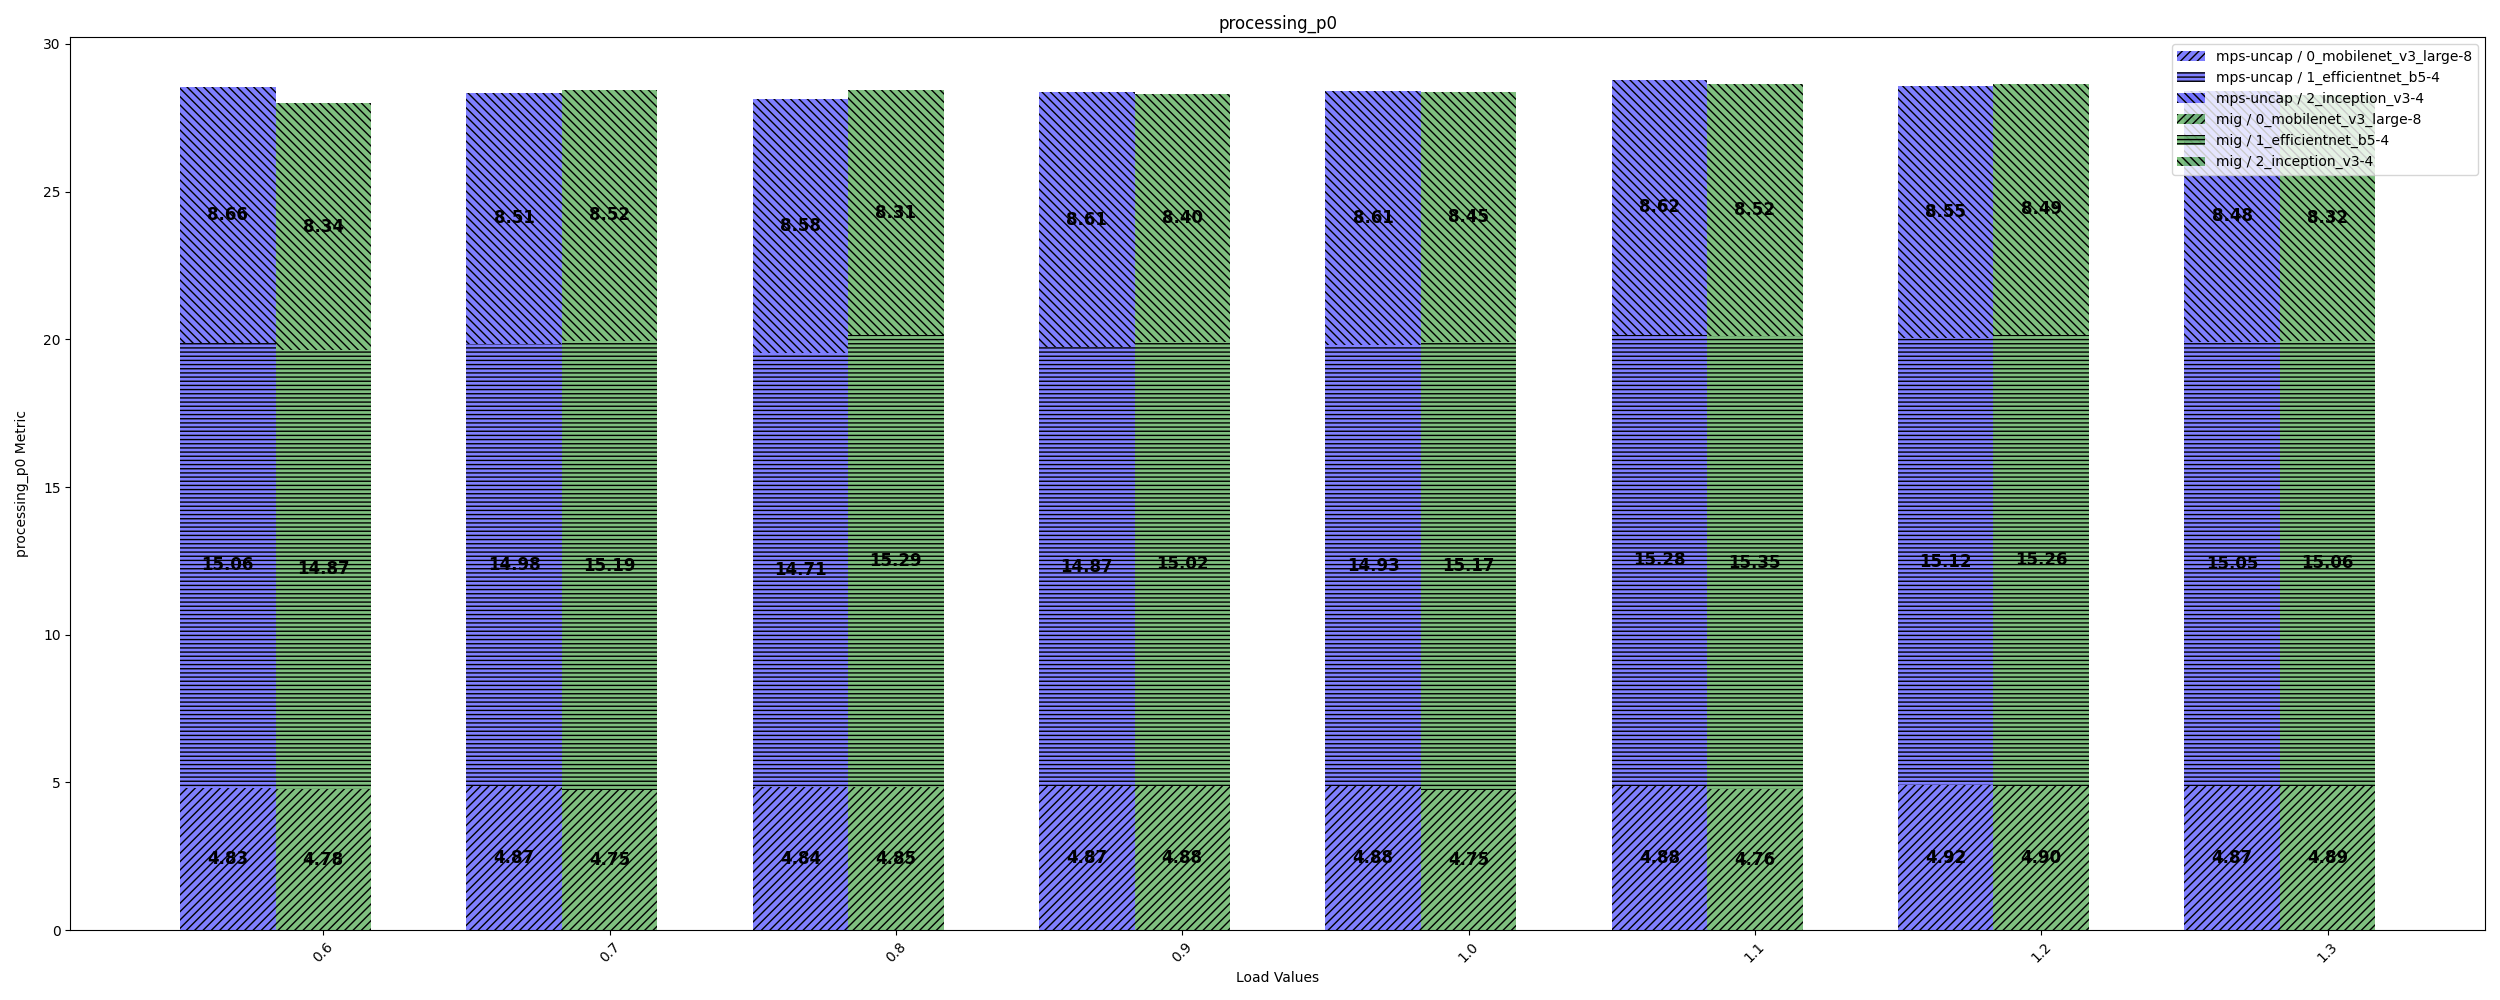 processing_p0
mps-uncap / 0_mobilenet_v3_large-8
mps-uncap / 1_efficientnet_b5-4
mps-uncap / 2_inception_v3-4
mig / 0_mobilenet_v3_large-8
mig / 1_efficientnet_b5-4
mig / 2_inception_v3-4
processing_p0 Metric
30
25
20
15
10
5
0
8.66 8.34 8.51 8.52 8.58 8.31 8.61 8.40 8.61 8.45 8.62 8.52 8.55 8.49 8.48 8.32
15.06 14.87 14.98 15.19 14.71 15.29 14.87 15.02 14.93 15.17 15.28 15.35 15.12 15.26 15.05 15.06
4.83 4.78 4.87 4.75 4.84 4.85 4.87 4.88 4.88 4.75 4.88 4.76 4.92 4.90 4.87 4.89
0.6 0.7 0.8 0.9 1.0 1.1 1.2 1.3
Load Values